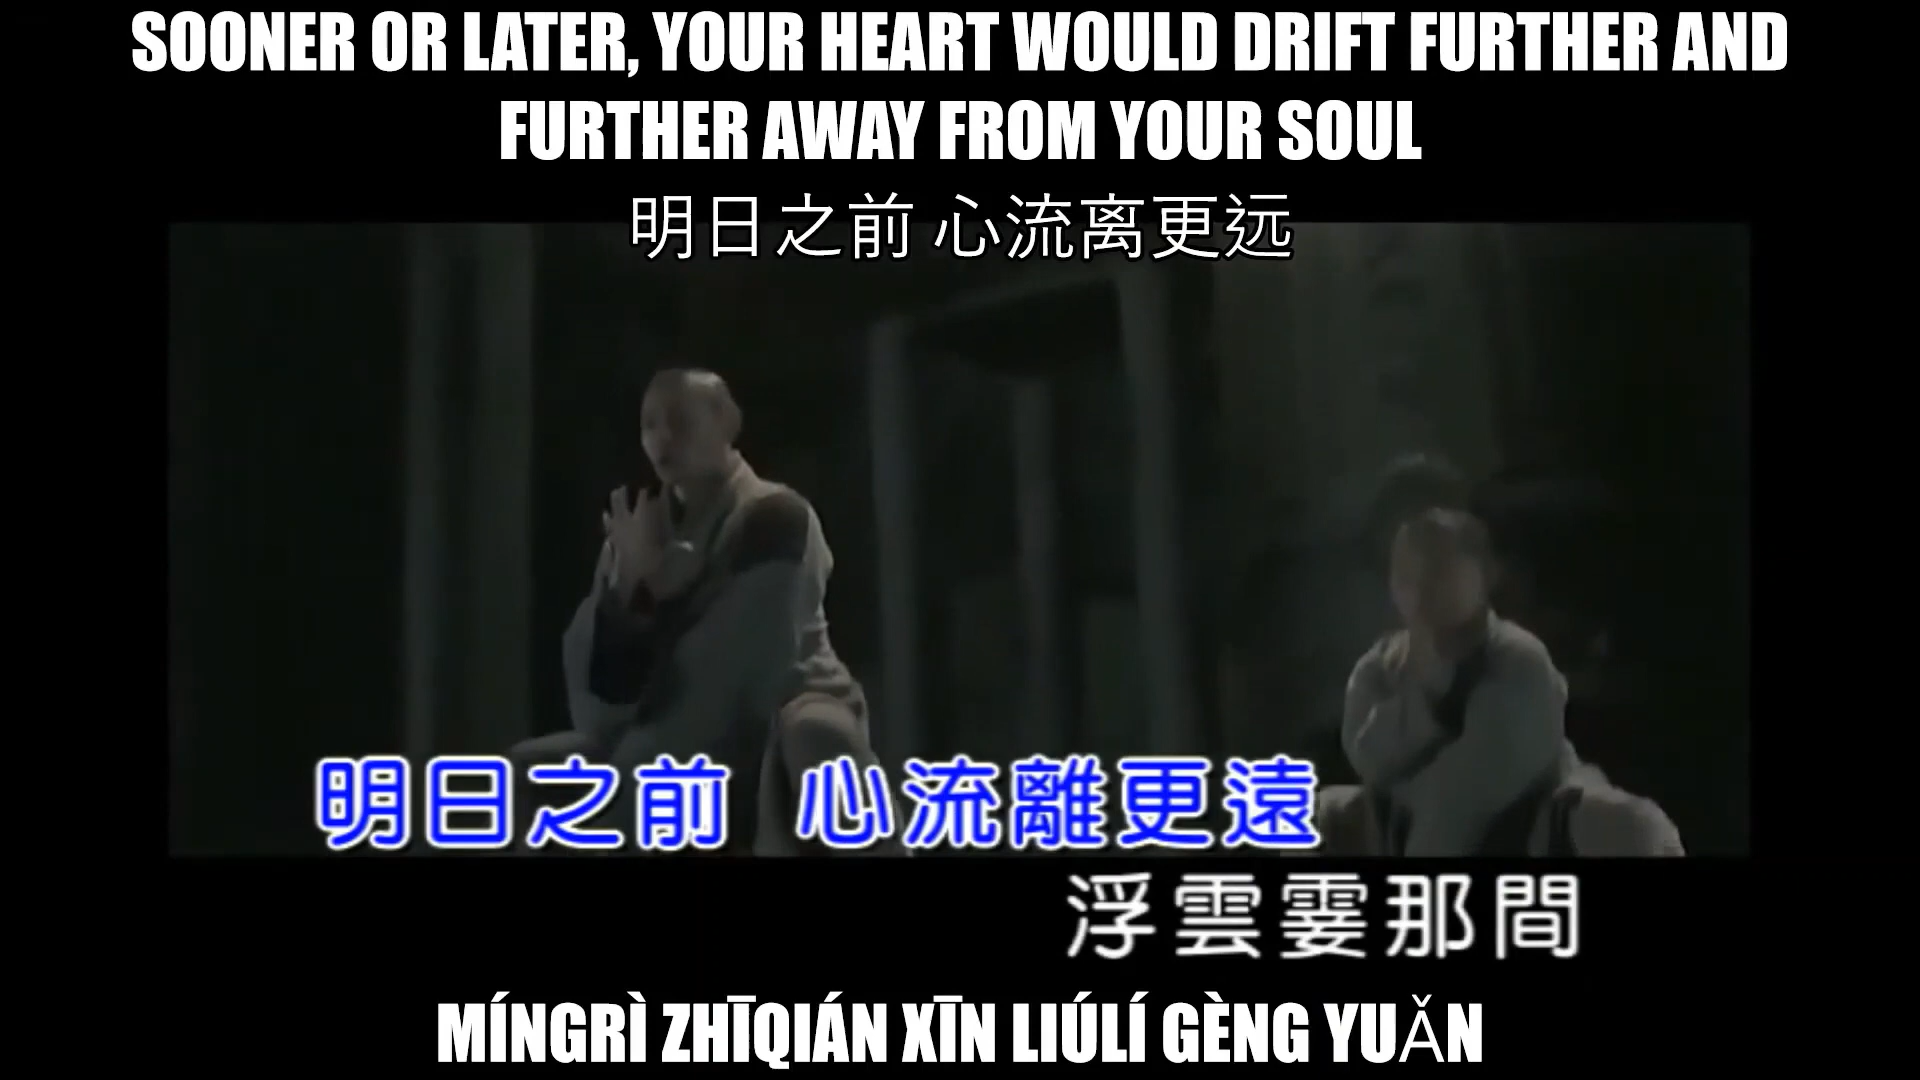 SOONER OR LATER, YOUR HEART WOULD DRIFT FURTHER AND
FURTHER AWAY FROM YOUR SOUL
明日之前 心流离更远
明日之前 心流離更遠
浮雲霎那間
MÍNGRÌ ZHĪQIÁN XĪN LIÚLÍ GÈNG YUǍN